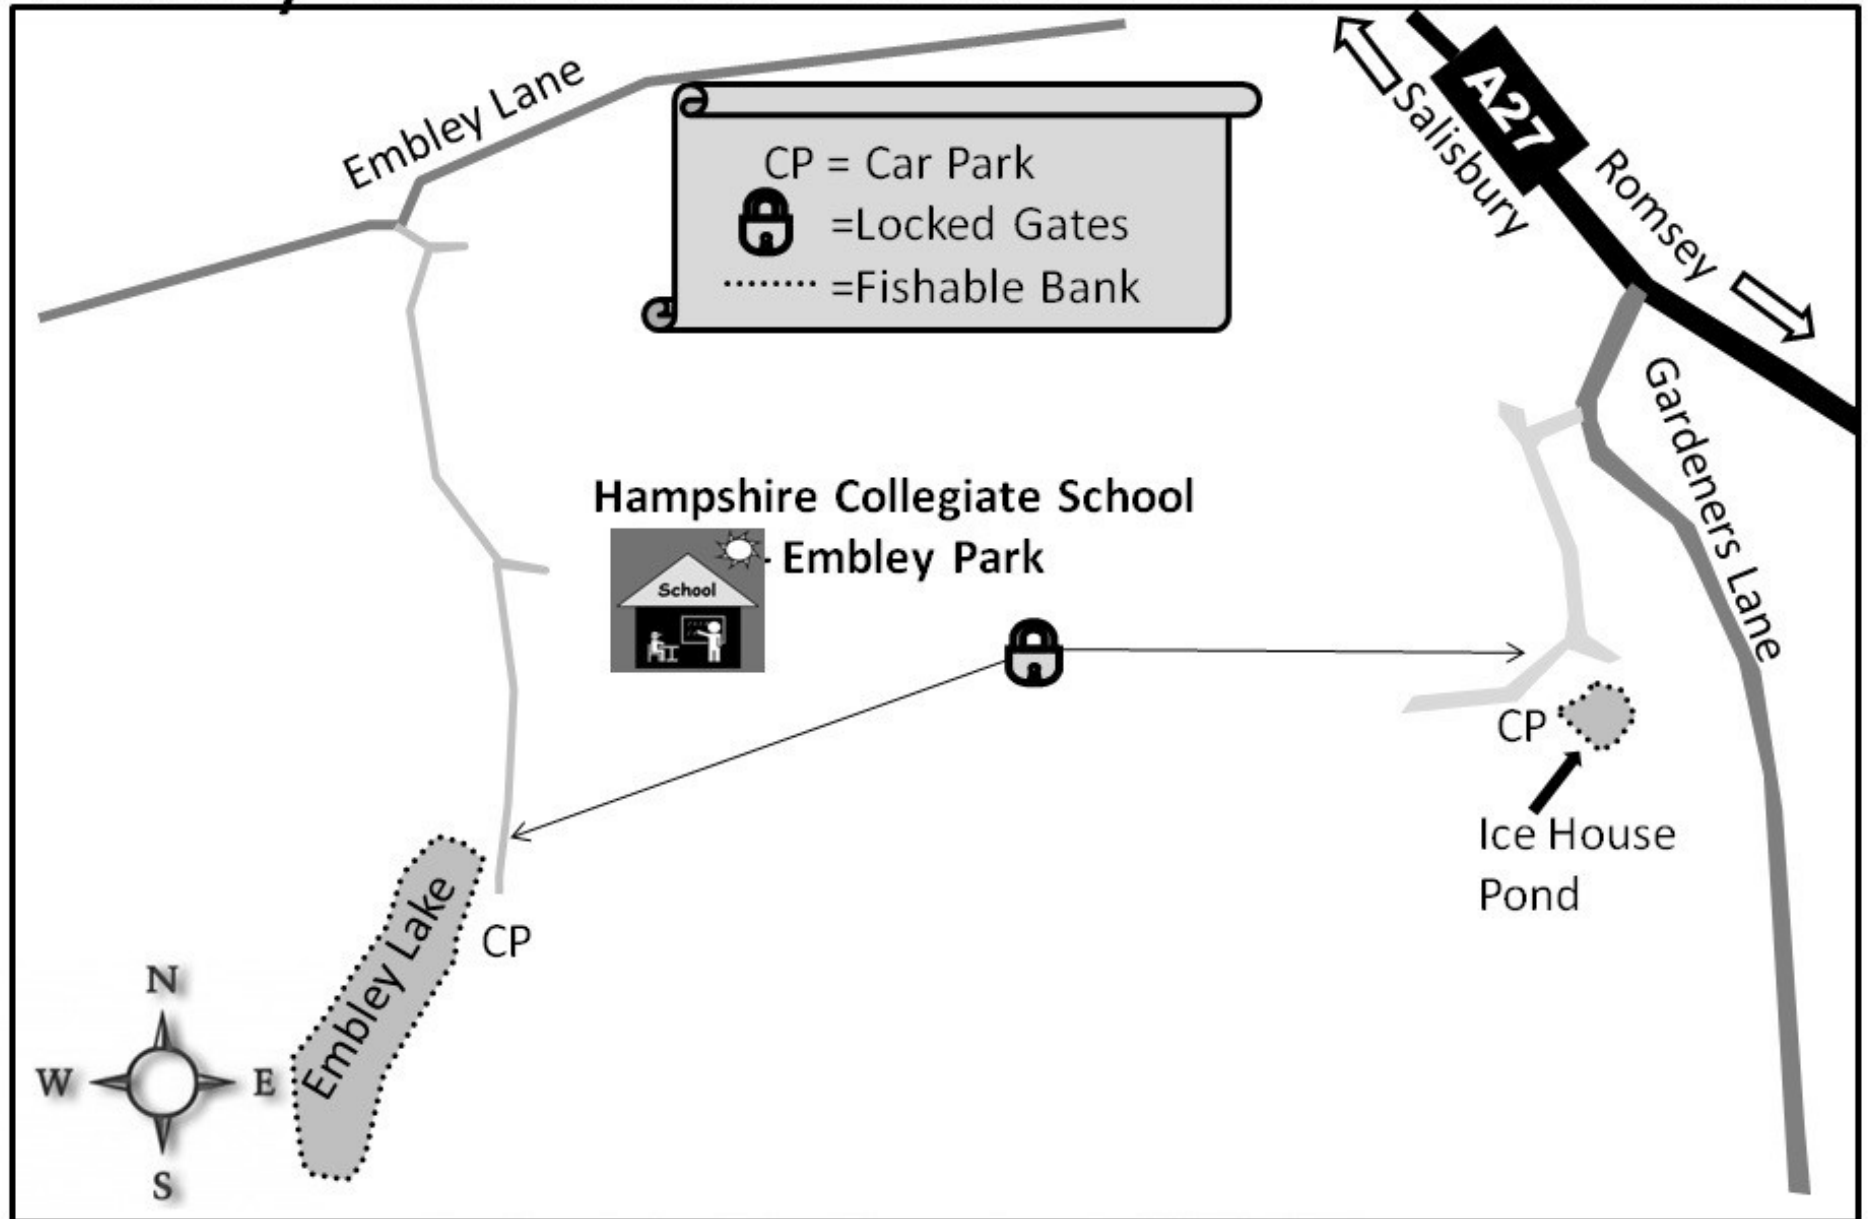 Embley Lane
CP = Car Park
=Locked Gates
=Fishable Bank
A27
Salisbury
Romsey
Gardeners Lane
Hampshire Collegiate School
- Embley Park
School
CP
Ice House
Pond
Embley Lake
CP
N
W
E
S